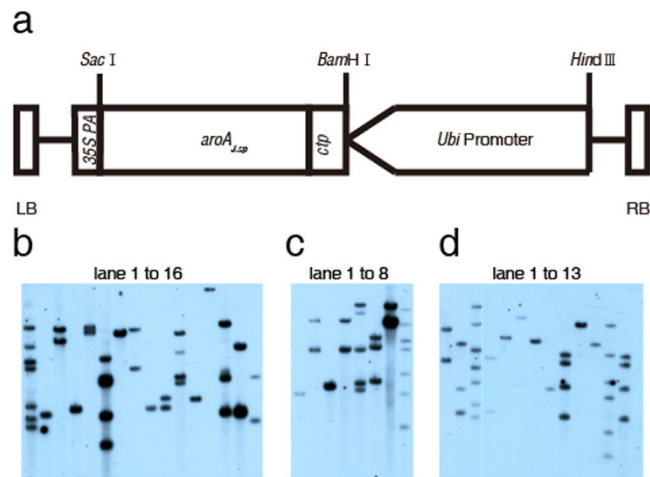 a
Sac I BamH I Hind III
35S PA aroA J.sp ctp Ubi Promoter
LB RB
b c d
lane 1 to 16 lane 1 to 8 lane 1 to 13